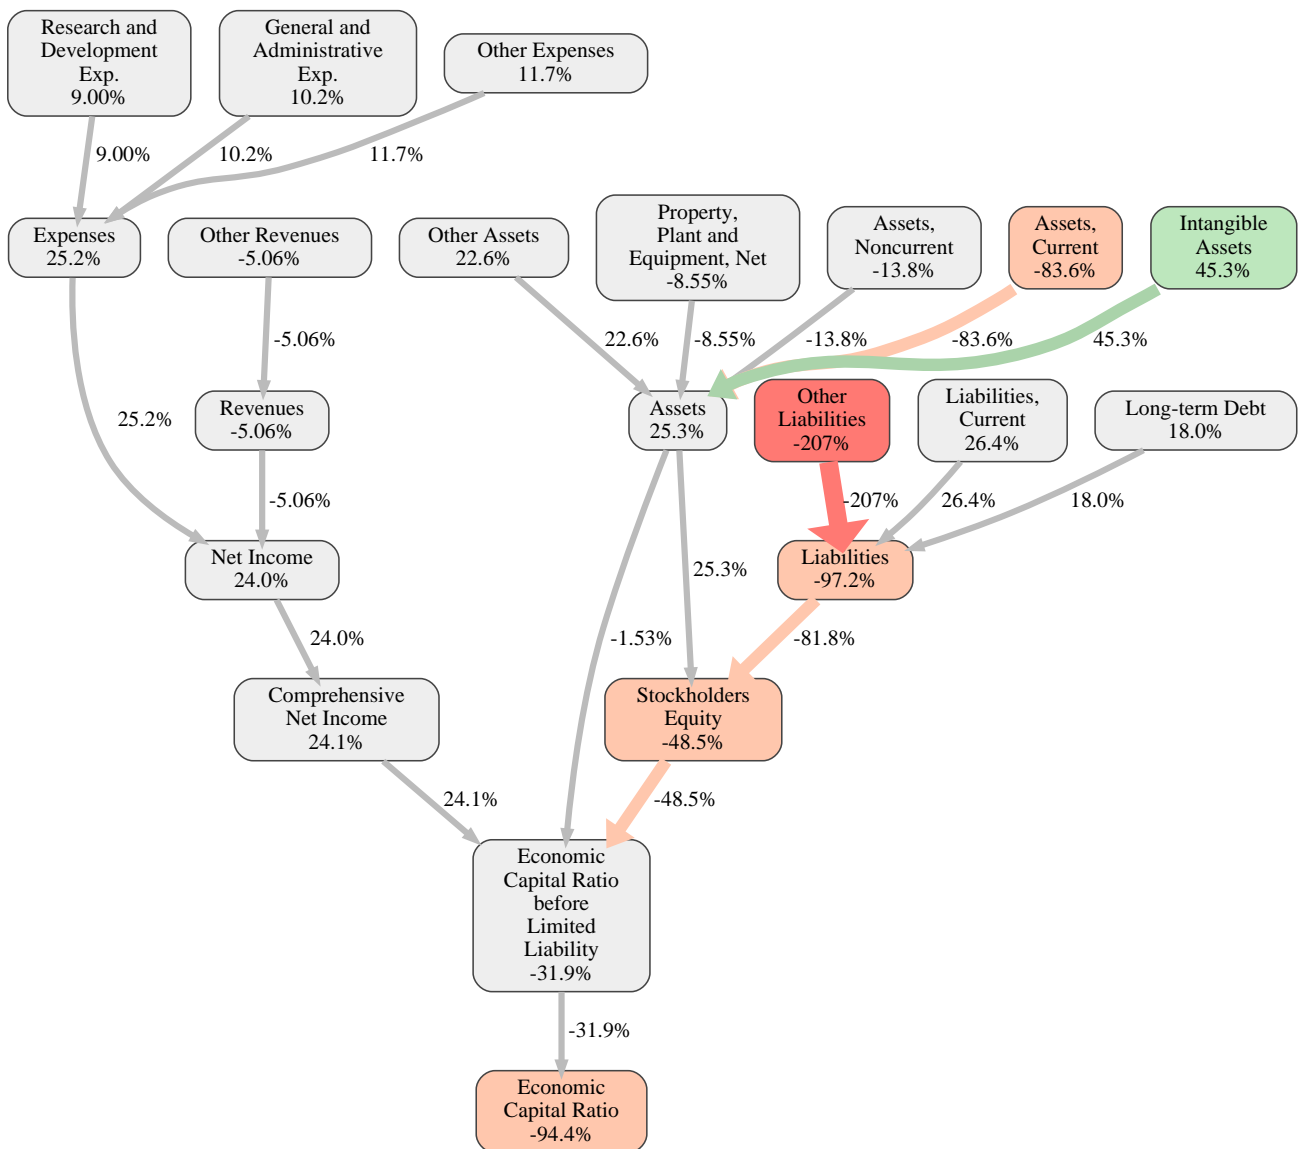 Research and
Development
Exp.
9.00%
General and
Administrative
Exp.
10.2%
Other Expenses
11.7%
9.00%
10.2%
11.7%
Expenses
25.2%
Other Revenues
-5.06%
Other Assets
22.6%
Property,
Plant and
Equipment, Net
-8.55%
Assets,
Noncurrent
-13.8%
Assets,
Current
-83.6%
Intangible
Assets
45.3%
-5.06%
22.6%
-8.55%
-13.8%
-83.6%
45.3%
25.2%
Revenues
-5.06%
Assets
25.3%
Other
Liabilities
-207%
Liabilities,
Current
26.4%
Long-term Debt
18.0%
-5.06%
-207%
26.4%
18.0%
Net Income
24.0%
25.3%
Liabilities
-97.2%
24.0%
-1.53%
-81.8%
Comprehensive
Net Income
24.1%
Stockholders
Equity
-48.5%
24.1%
-48.5%
Economic
Capital Ratio
before
Limited
Liability
-31.9%
-31.9%
Economic
Capital Ratio
-94.4%